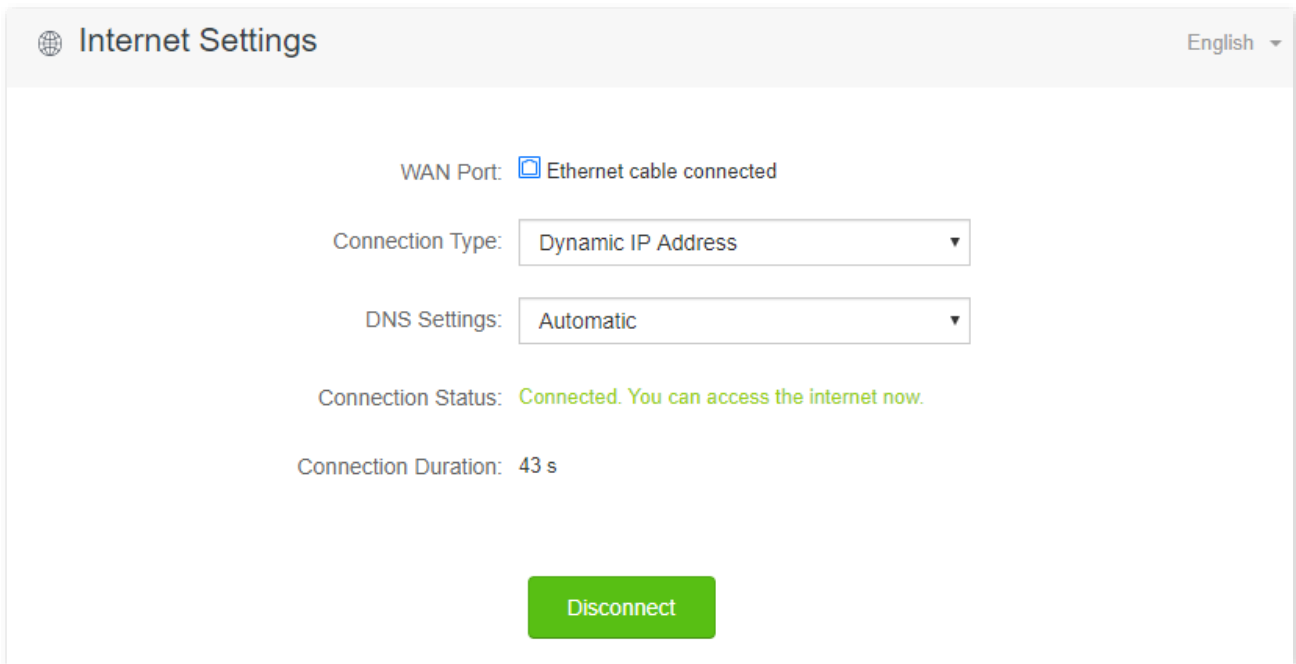 Internet Settings
English
WAN Port: Ethernet cable connected
Connection Type: Dynamic IP Address
DNS Settings: Automatic
Connection Status: Connected. You can access the internet now.
Connection Duration: 43 s
Disconnect